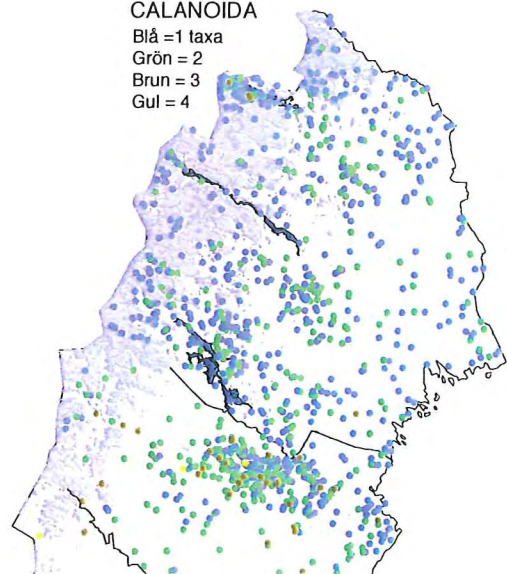 CALANOIDA
Blå =1 taxa
Grön = 2
Brun = 3
Gul = 4